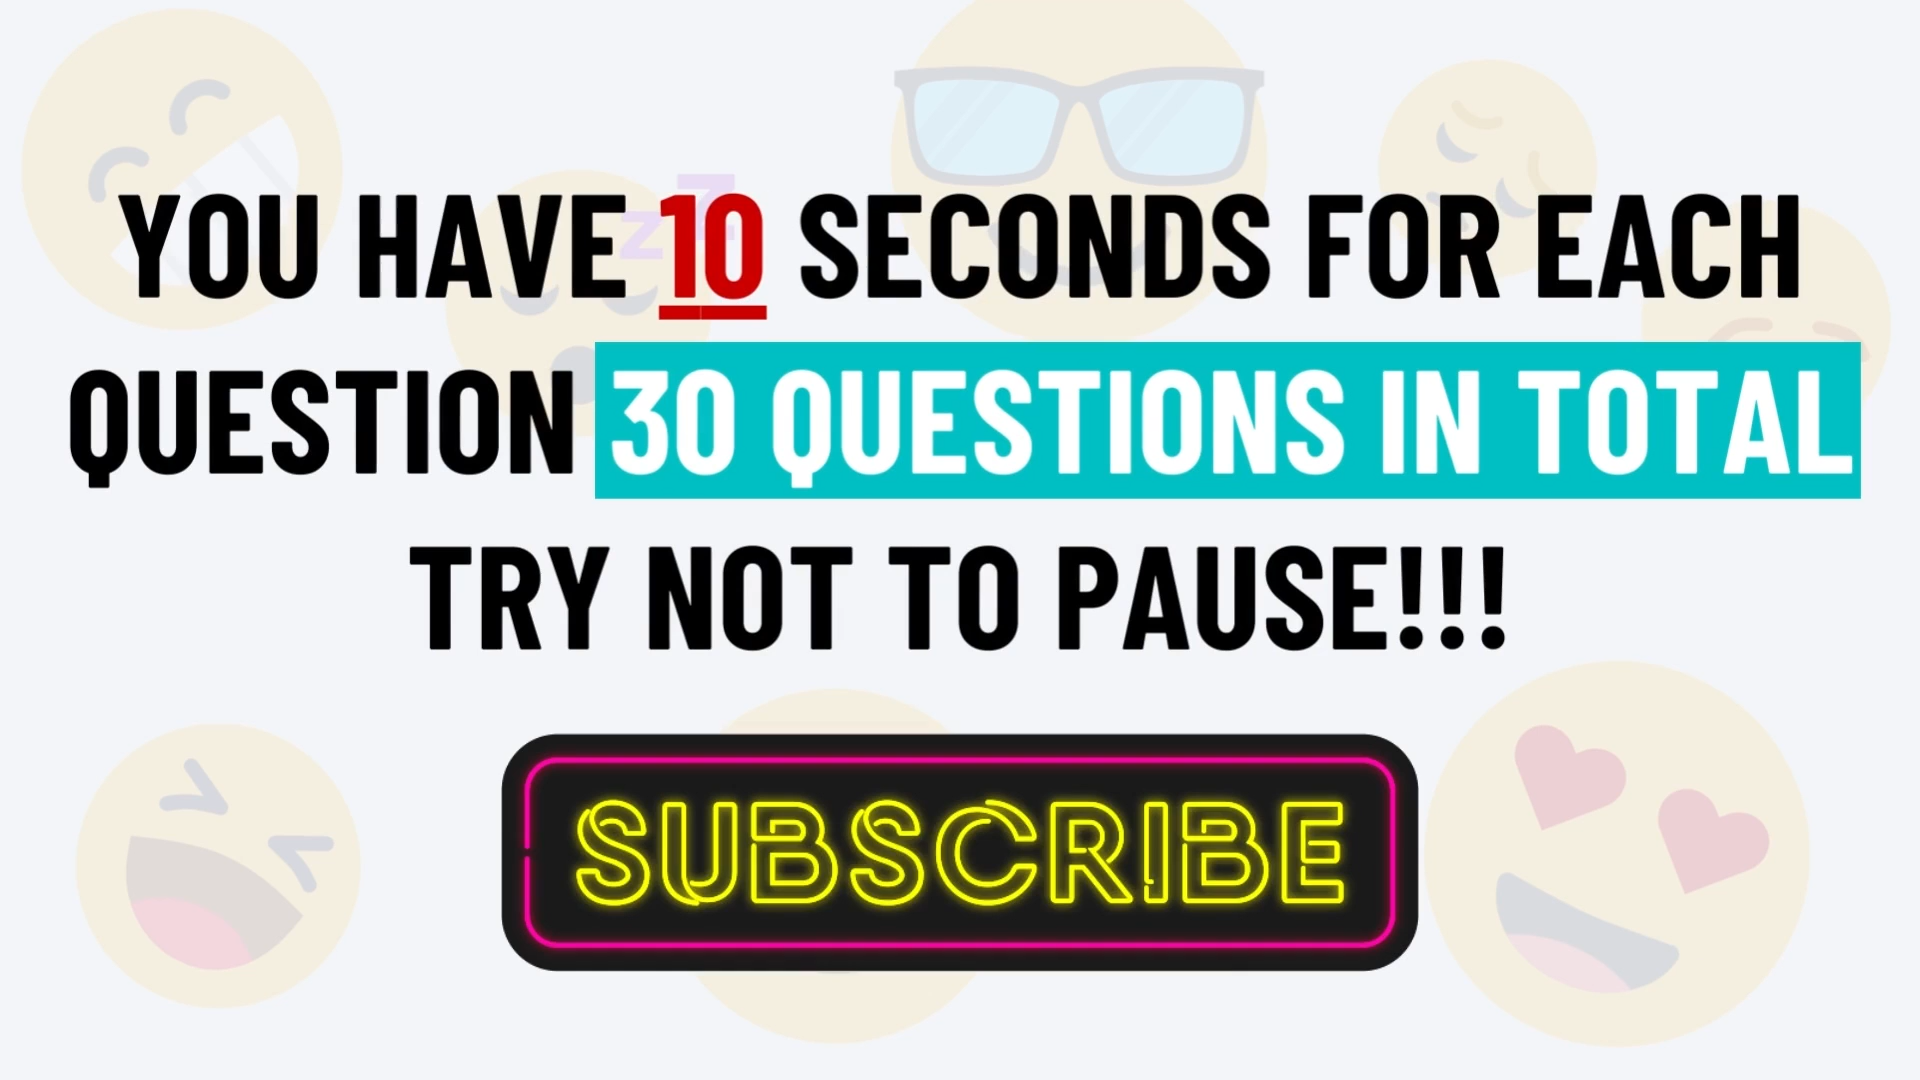 YOU HAVE 10 SECONDS FOR EACH
QUESTION 30 QUESTIONS IN TOTAL
TRY NOT TO PAUSE!!!
SUBSCRIBE